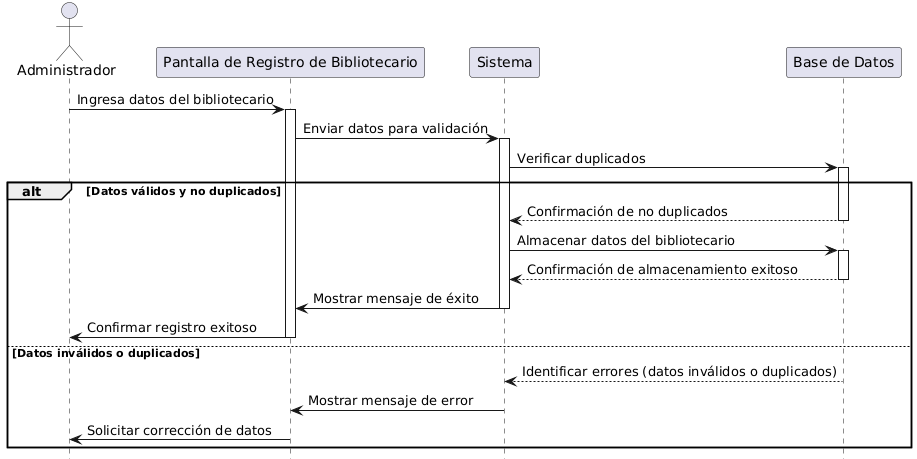 Administrador
Pantalla de Registro de Bibliotecario
Sistema
Base de Datos
Ingresa datos del bibliotecario
Enviar datos para validación
Verificar duplicados
alt
[Datos válidos y no duplicados]
Confirmación de no duplicados
Almacenar datos del bibliotecario
Confirmación de almacenamiento exitoso
Mostrar mensaje de éxito
Confirmar registro exitoso
[Datos inválidos o duplicados]
Identificar errores (datos inválidos o duplicados)
Mostrar mensaje de error
Solicitar corrección de datos